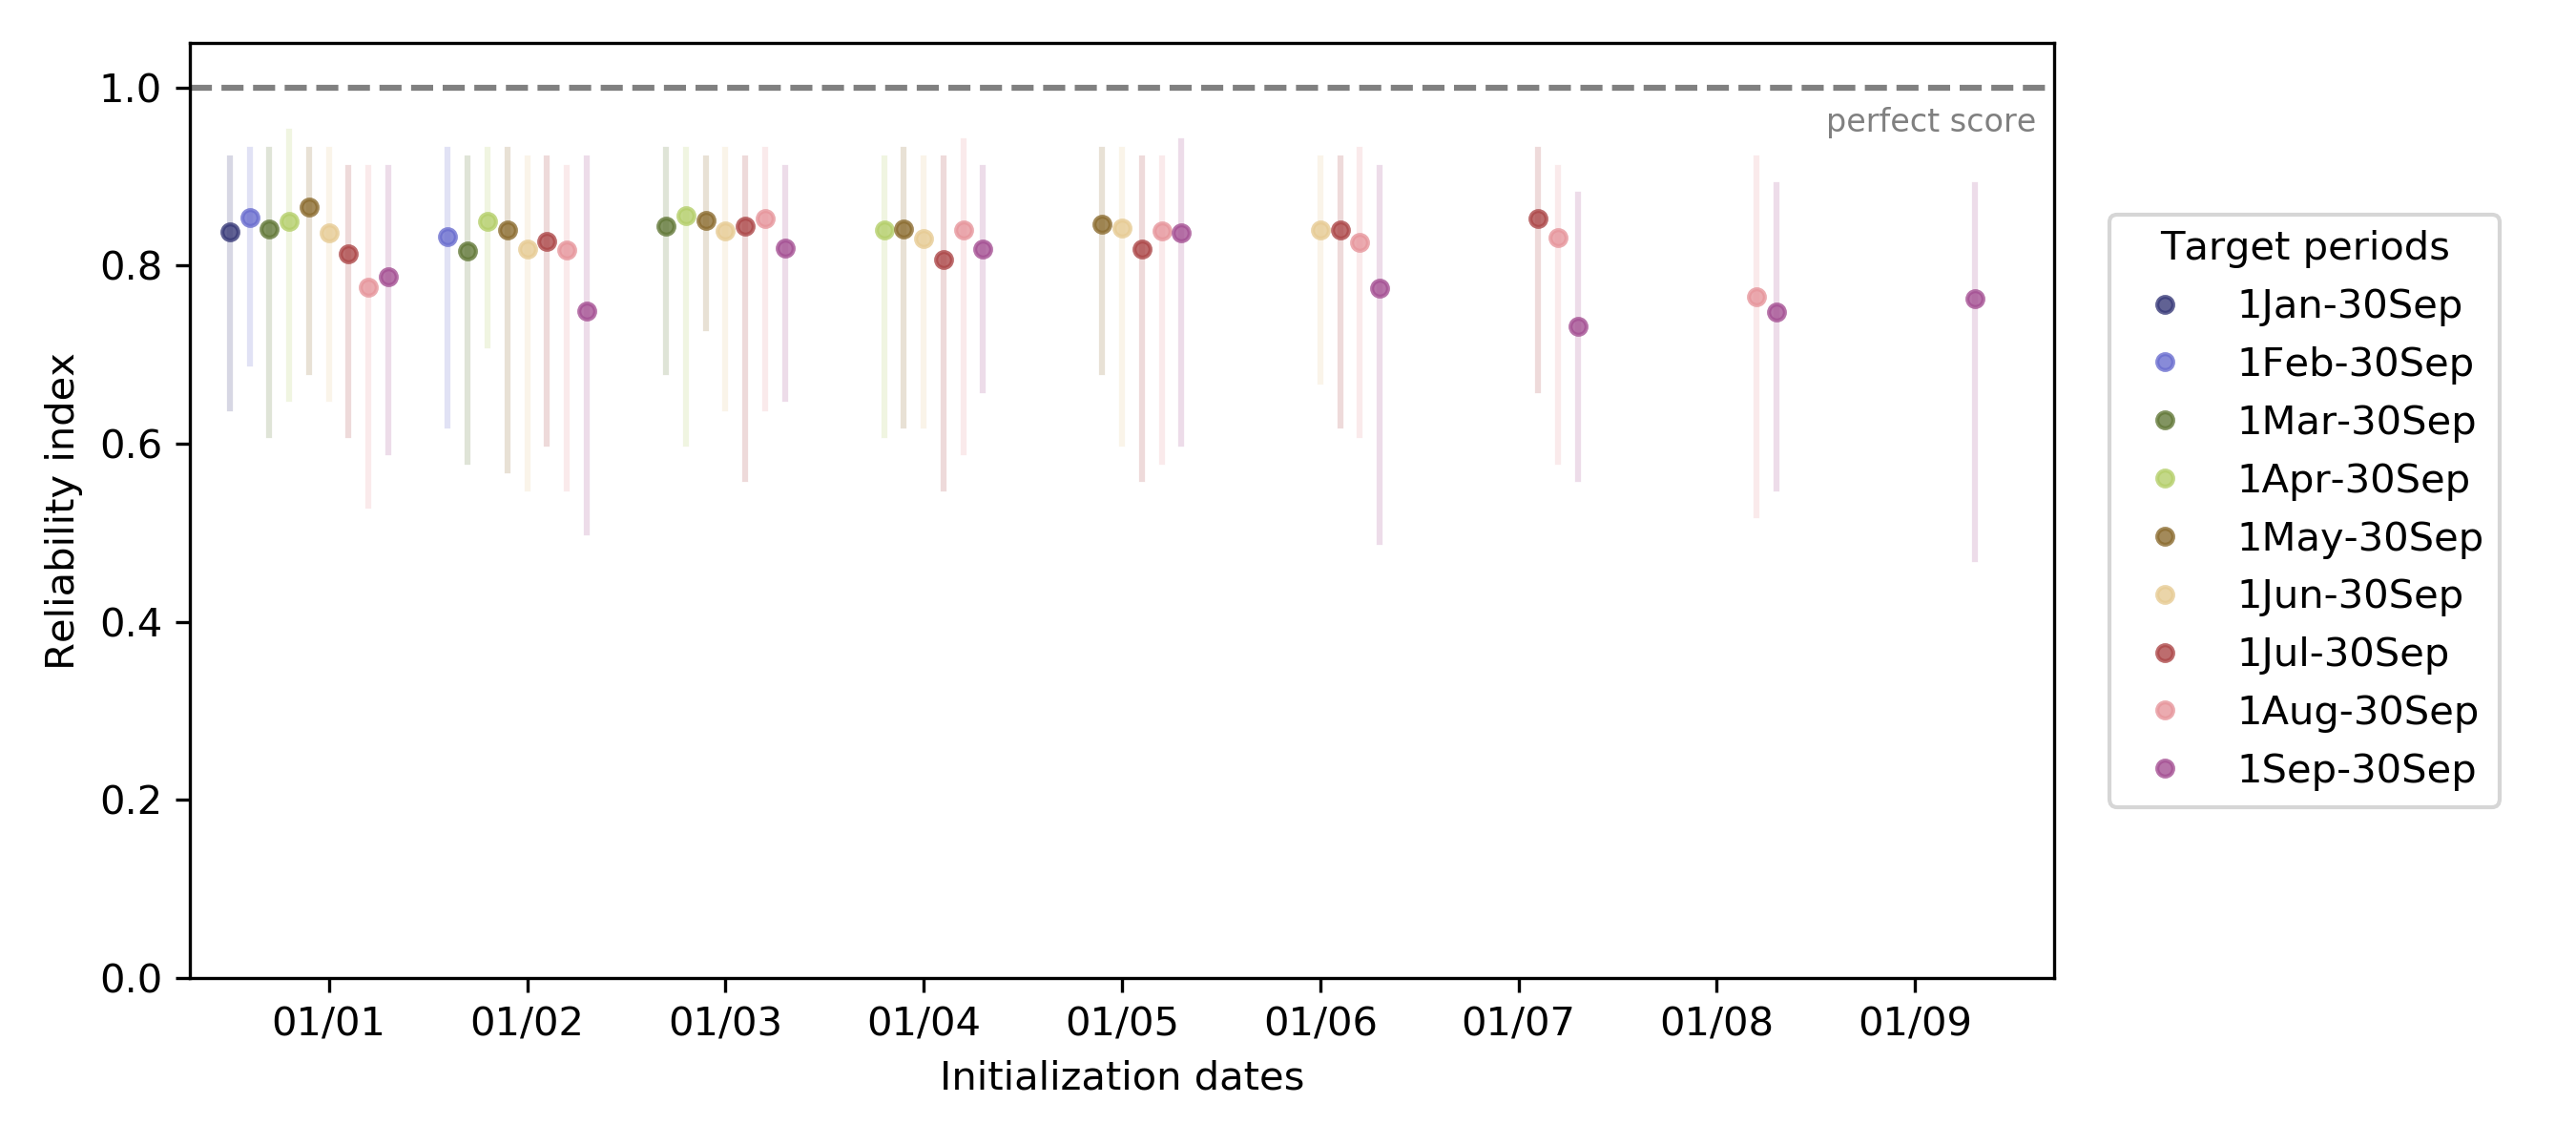 1.0
0.8
0.6
0.4
0.2
0.0
Reliability index
perfect score
01/01 01/02 01/03 01/04 01/05 01/06 01/07 01/08 01/09
Initialization dates
Target periods
1Jan-30Sep
1Feb-30Sep
1Mar-30Sep
1Apr-30Sep
1May-30Sep
1Jun-30Sep
1Jul-30Sep
1Aug-30Sep
1Sep-30Sep